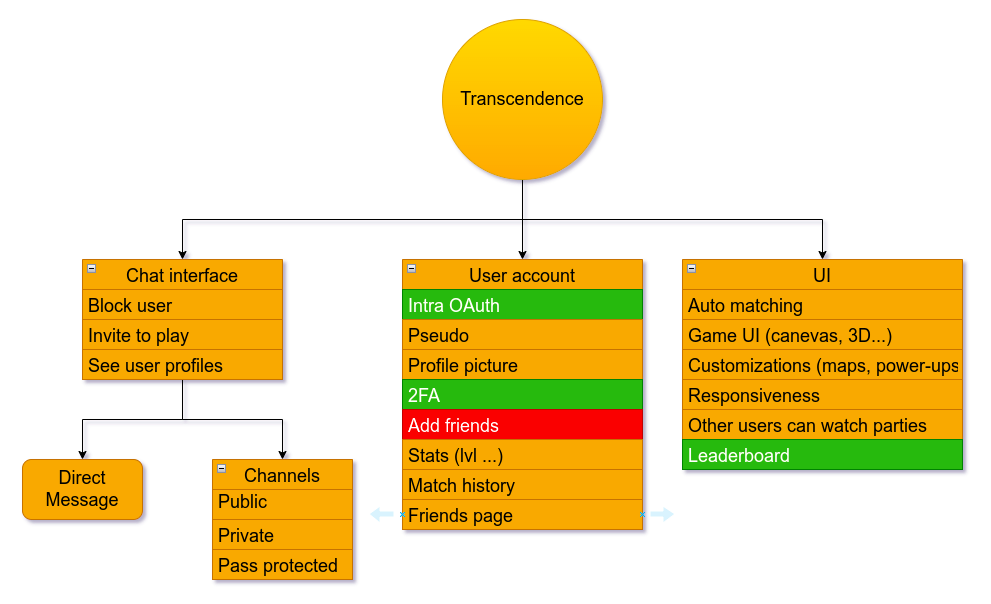 Transcendence
Chat interface
Block user
Invite to play
See user profiles
Direct
Message
Channels
Public
Private
Pass protected
User account
Intra OAuth
Pseudo
Profile picture
2FA
Add friends
Stats (lvl ...)
Match history
Friends page
UI
Auto matching
Game UI (canevas, 3D...)
Customizations (maps, power-ups
Responsiveness
Other users can watch parties
Leaderboard